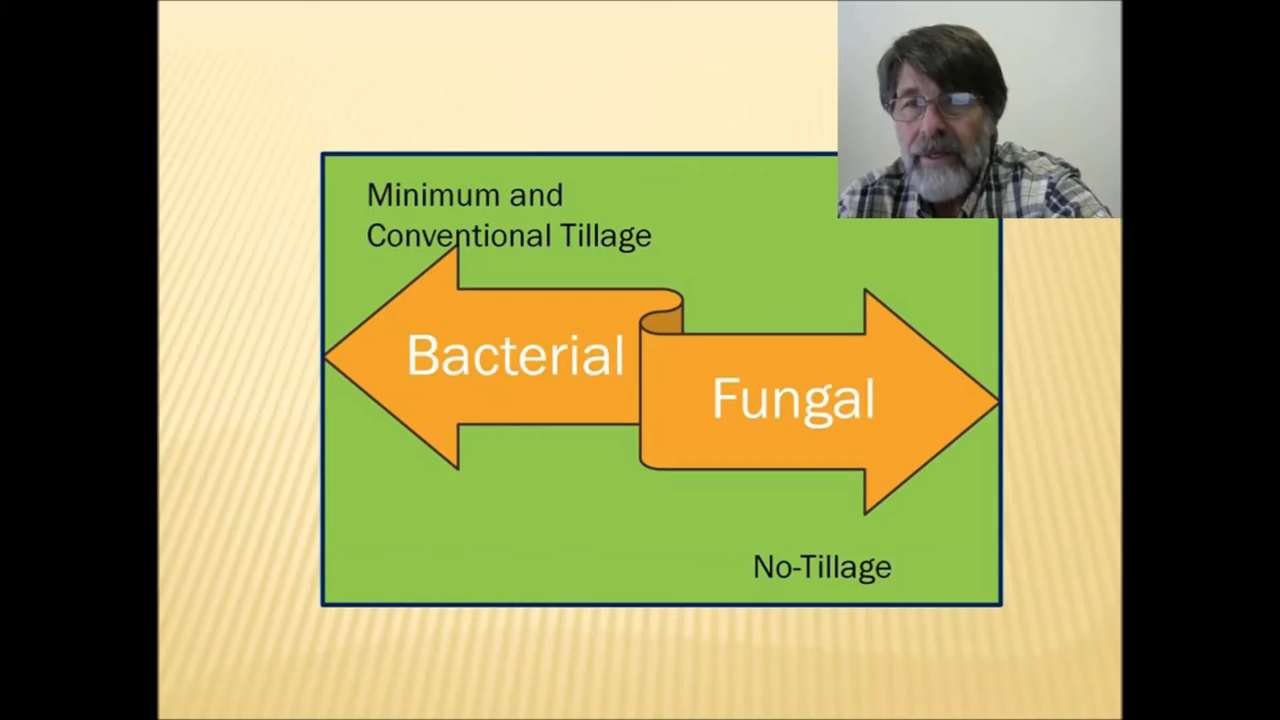 Minimum and
Conventional Tillage
Bacterial
Fungal
No-Tillage